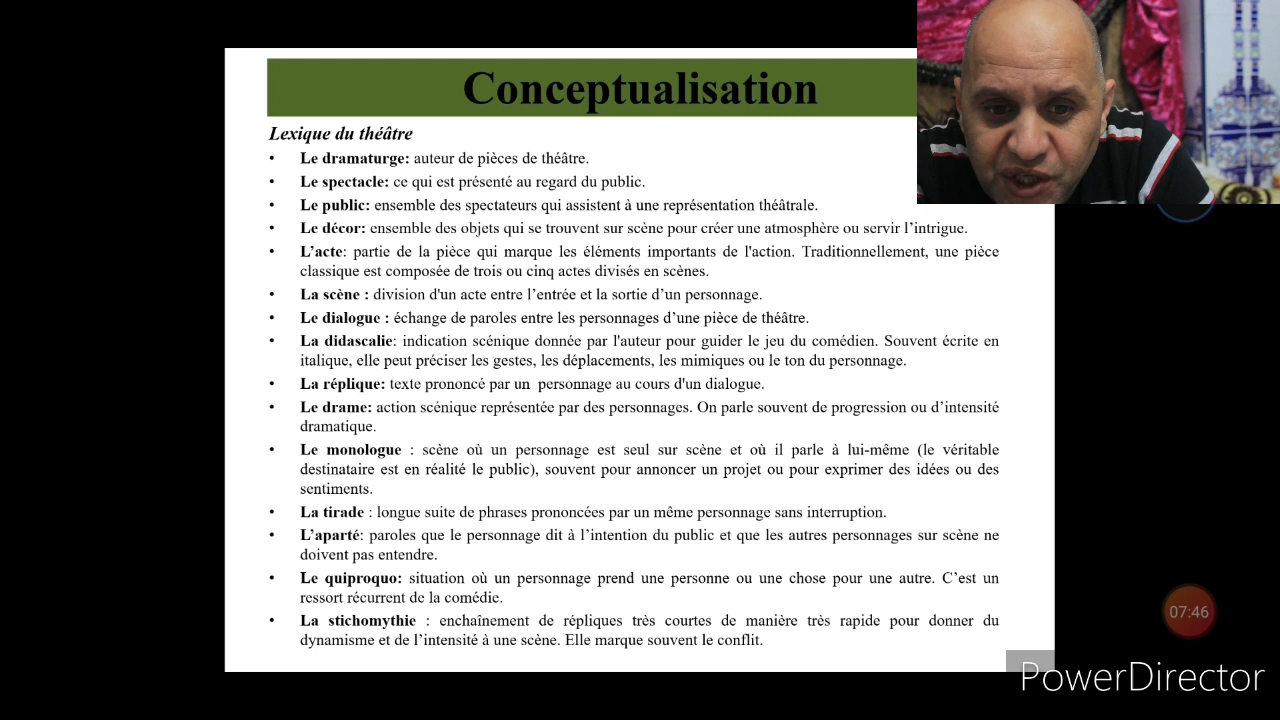 Conceptualisation
Lexique du théâtre
• Le dramaturge: auteur de pièces de théâtre.
• Le spectacle: ce qui est présenté au regard du public.
• Le public: ensemble des spectateurs qui assistent à une représentation théâtrale.
• Le décor: ensemble des objets qui se trouvent sur scène pour créer une atmosphère ou servir l’intrigue.
• L’acte: partie de la pièce qui marque les éléments importants de l'action. Traditionnellement, une pièce
classique est composée de trois ou cinq actes divisés en scènes.
• La scène : division d'un acte entre l’entrée et la sortie d’un personnage.
• Le dialogue : échange de paroles entre les personnages d’une pièce de théâtre.
• La didascalie: indication scénique donnée par l'auteur pour guider le jeu du comédien. Souvent écrite en
italique, elle peut préciser les gestes, les déplacements, les mimiques ou le ton du personnage.
• La réplique: texte prononcé par un personnage au cours d'un dialogue.
• Le drame: action scénique représentée par des personnages. On parle souvent de progression ou d’intensité
dramatique.
• Le monologue : scène où un personnage est seul sur scène et où il parle à lui-même (le véritable
destinataire est en réalité le public), souvent pour annoncer un projet ou pour exprimer des idées ou des
sentiments.
• La tirade : longue suite de phrases prononcées par un même personnage sans interruption.
• L’aparté: paroles que le personnage dit à l’intention du public et que les autres personnages sur scène ne
doivent pas entendre.
• Le quiproquo: situation où un personnage prend une personne ou une chose pour une autre. C’est un
ressort récurrent de la comédie.
• La stichomythie : enchaînement de répliques très courtes de manière très rapide pour donner du
dynamisme et de l’intensité à une scène. Elle marque souvent le conflit.
07:46
PowerDirector